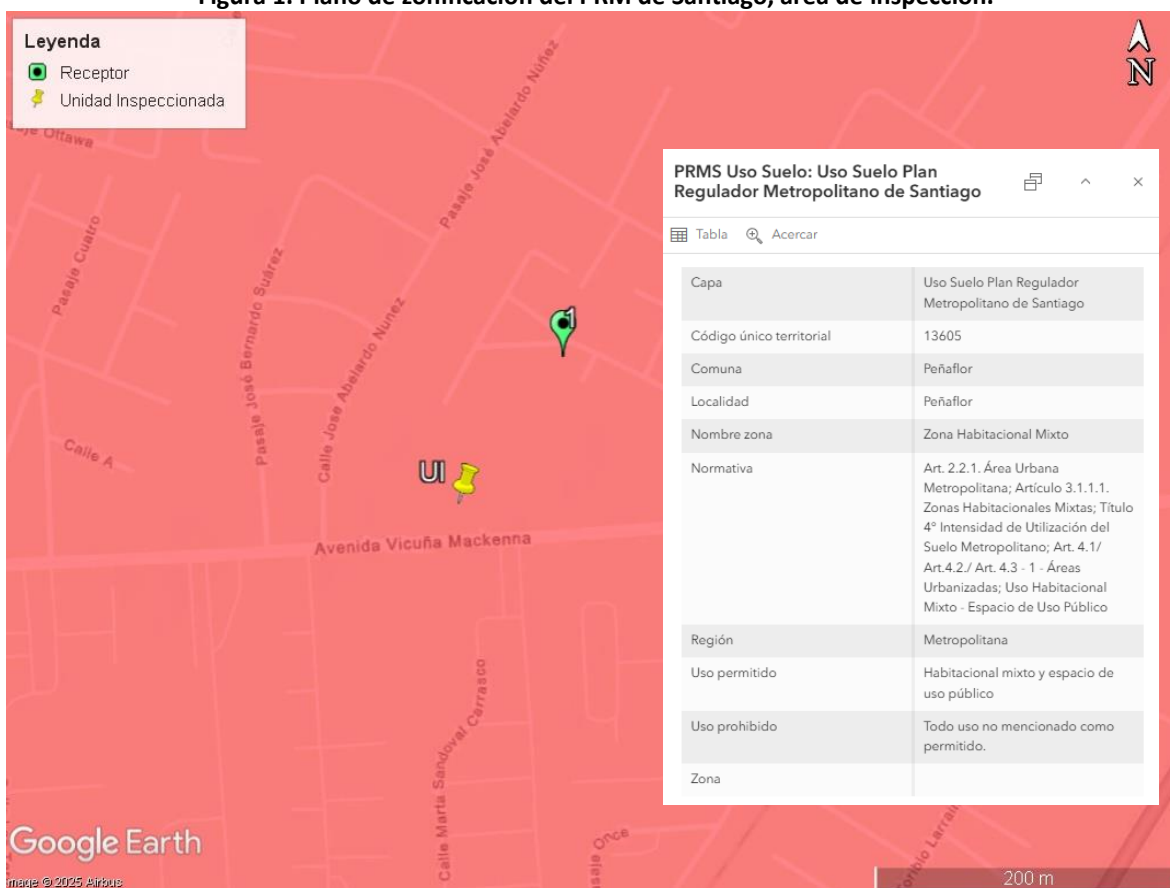 Figura 1: Plano de zonificación del PRM de Santiago, área de inspección.
Leyenda
Receptor
Unidad Inspeccionada
N
Pasaje José Abelardo Núñez
Pasaje Cuatro
Pasaje José Bernardo Suárez
Calle Jose Abelardo Nunez
1
Calle A
UI
Avenida Vicuña Mackenna
Calle Marta Sandoval Carrasco
Once
Google Earth
Image © 2025 Airbus
200 m
PRMS Uso Suelo: Uso Suelo Plan
Regulador Metropolitano de Santiago
Tabla Acercar
Capa Uso Suelo Plan Regulador
Metropolitano de Santiago
Código único territorial 13605
Comuna Peñaflor
Localidad Peñaflor
Nombre zona Zona Habitacional Mixto
Normativa Art. 2.2.1. Área Urbana
Metropolitana; Artículo 3.1.1.1.
Zonas Habitacionales Mixtas; Título
4° Intensidad de Utilización del
Suelo Metropolitano; Art. 4.1/
Art.4.2./ Art. 4.3 - 1 - Áreas
Urbanizadas; Uso Habitacional
Mixto - Espacio de Uso Público
Región Metropolitana
Uso permitido Habitacional mixto y espacio de
uso público
Uso prohibido Todo uso no mencionado como
permitido.
Zona